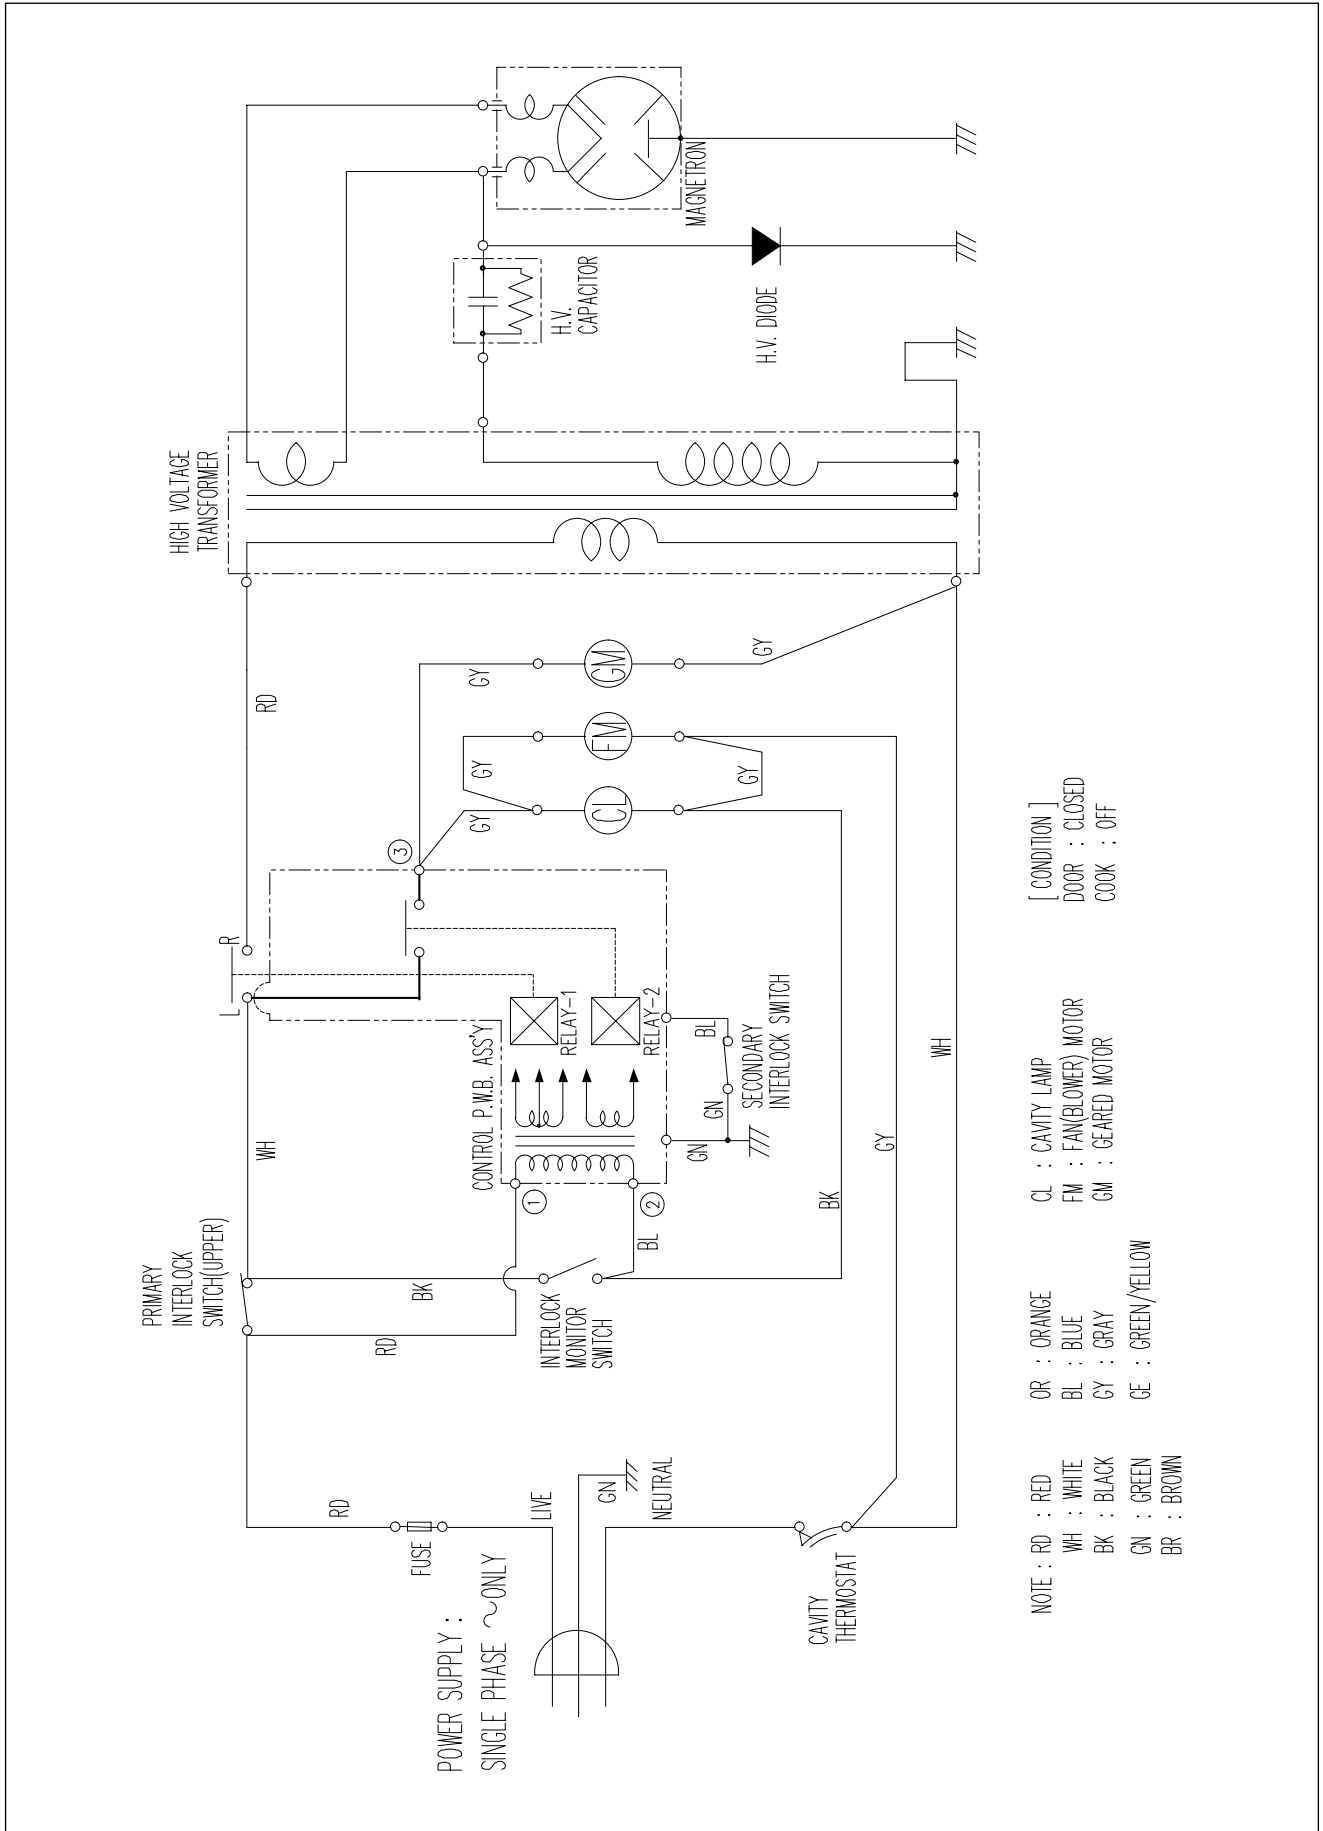 HIGH VOLTAGE
TRANSFORMER
MAGNETRON
H.V.
CAPACITOR
H.V. DIODE
PRIMARY
INTERLOCK
SWITCH(UPPER)
WH
L
R
RD
RD
FUSE
RD
BK
CONTROL P.W.B. ASS'Y
3
GY
GY
GY
RELAY-1
RELAY-2
1
2
CL
FM
GM
GY
GY
INTERLOCK
MONITOR
SWITCH
BL
GN
GN
BL
SECONDARY
INTERLOCK SWITCH
POWER SUPPLY :
SINGLE PHASE ~ ONLY
LIVE
GN
NEUTRAL
BK
GY
WH
CAVITY
THERMOSTAT
NOTE : RD : RED
WH : WHITE
BK : BLACK
GN : GREEN
BR : BROWN
OR : ORANGE
BL : BLUE
GY : GRAY
GE : GREEN/YELLOW
CL : CAVITY LAMP
FM : FAN(BLOWER) MOTOR
GM : GEARED MOTOR
[ CONDITION ]
DOOR : CLOSED
COOK : OFF